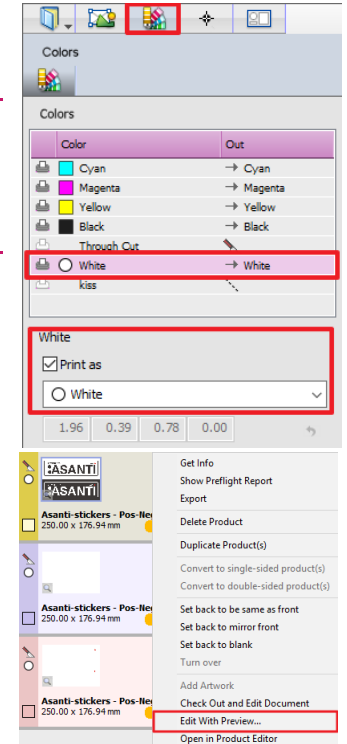 Colors
Colors
Color Out
Cyan → Cyan
Magenta → Magenta
Yellow → Yellow
Black → Black
Through Cut
White → White
kiss
White
Print as
White
1.96 0.39 0.78 0.00
ASANTI
ASANTI
Asanti-stickers - Pos-Neg
250.00 x 176.94 mm
Asanti-stickers - Pos-Neg
250.00 x 176.94 mm
Asanti-stickers - Pos-Neg
250.00 x 176.94 mm
Get Info
Show Preflight Report
Export
Delete Product
Duplicate Product(s)
Convert to single-sided product(s)
Convert to double-sided product(s)
Set back to be same as front
Set back to mirror front
Set back to blank
Turn over
Add Artwork
Check Out and Edit Document
Edit With Preview...
Open in Product Editor